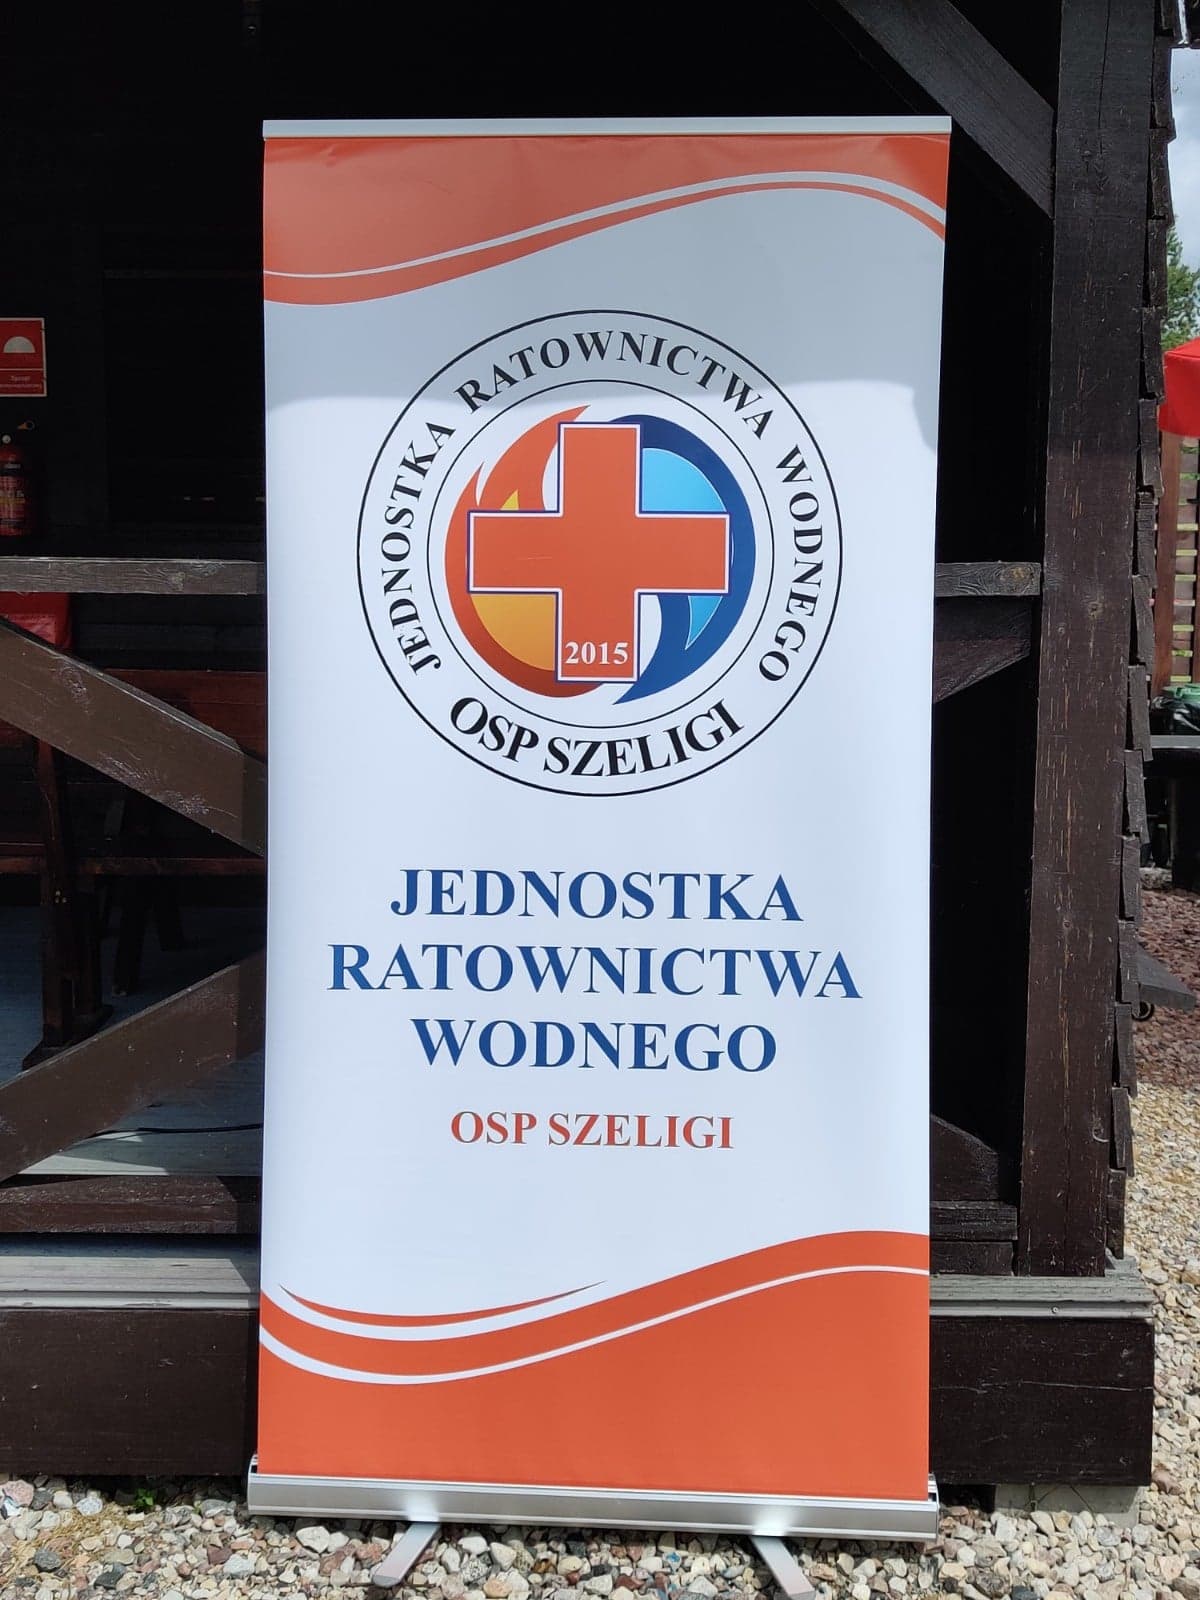 JEDNOSTKA RATOWNICTWA WODNEGO
2015
OSP SZELIGI
JEDNOSTKA
RATOWNICTWA
WODNEGO
OSP SZELIGI